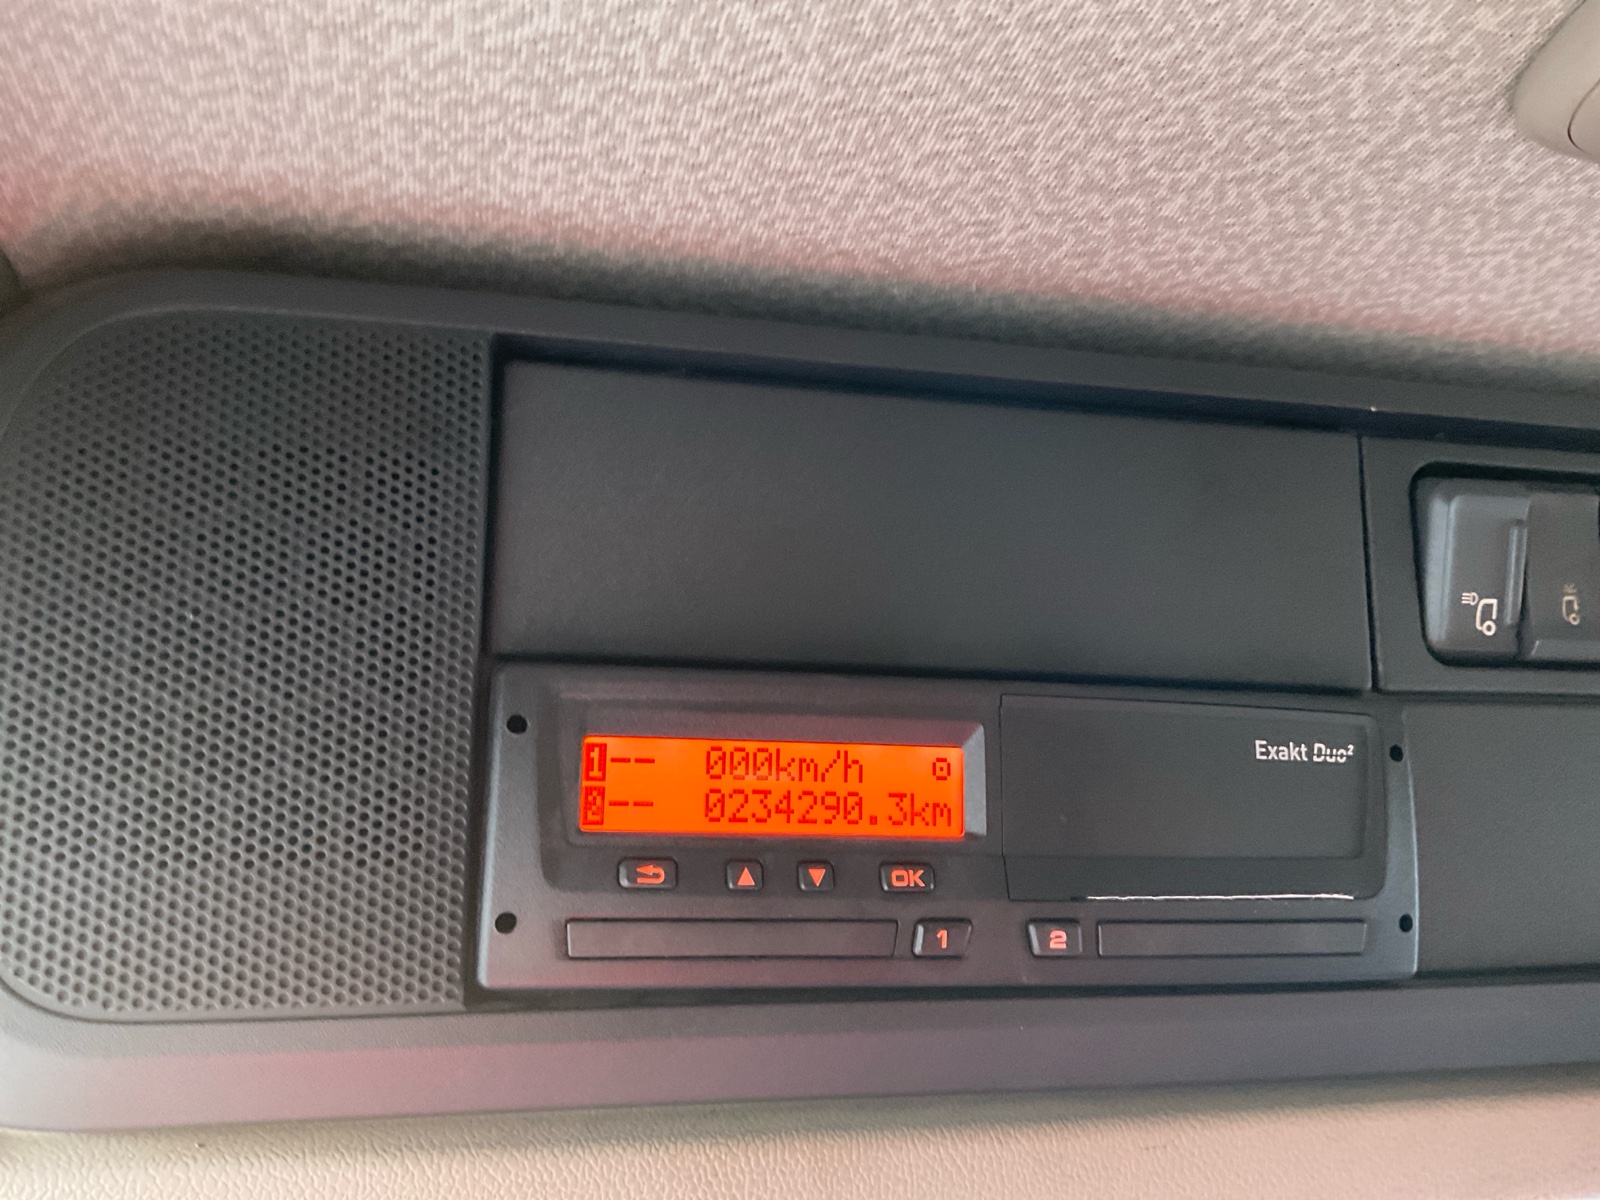 1-- 000km/h
2-- 0234290.3km
Exakt Duo²
OK
1
2